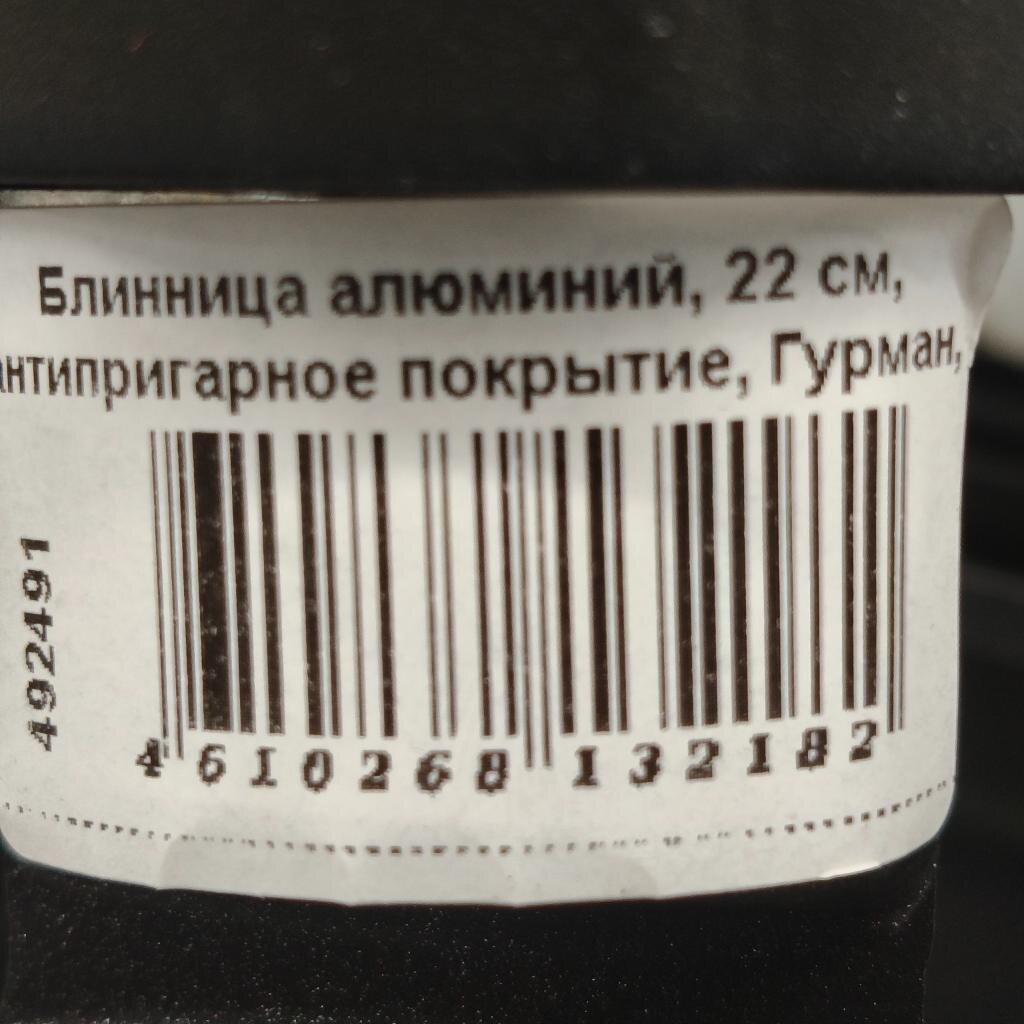 Блинница алюминий, 22 см,
антипригарное покрытие, Гурман,
492491
4 610268 132182